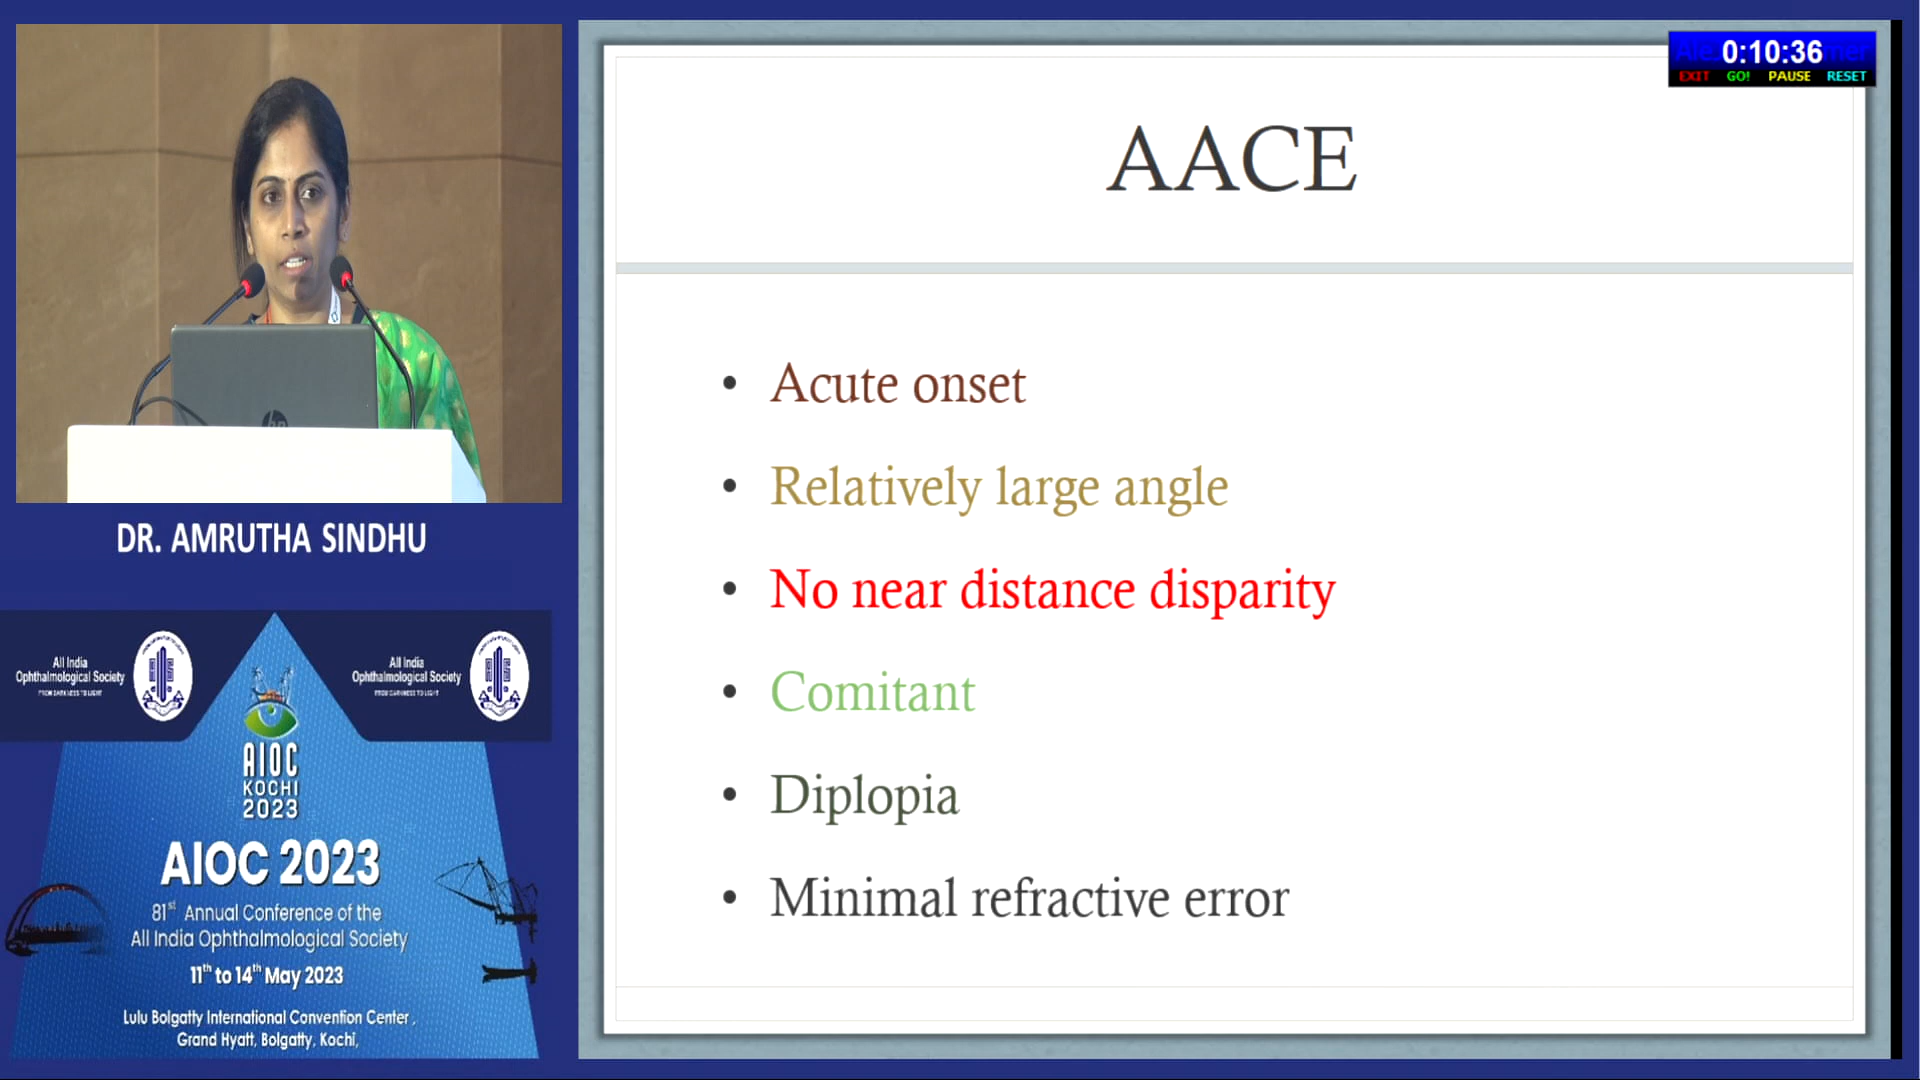 0:10:36
EXIT GO! PAUSE RESET
AACE
• Acute onset
• Relatively large angle
• No near distance disparity
• Comitant
• Diplopia
• Minimal refractive error
hp
DR. AMRUTHA SINDHU
All India
Ophthalmological Society
FROM DARKNESS TO LIGHT
All India
Ophthalmological Society
FROM DARKNESS TO LIGHT
AIOC
KOCHI
2023
AIOC 2023
81st Annual Conference of the
All India Ophthalmological Society
11th to 14th May 2023
Lulu Bolgatty International Convention Center,
Grand Hyatt, Bolgatty, Kochi,